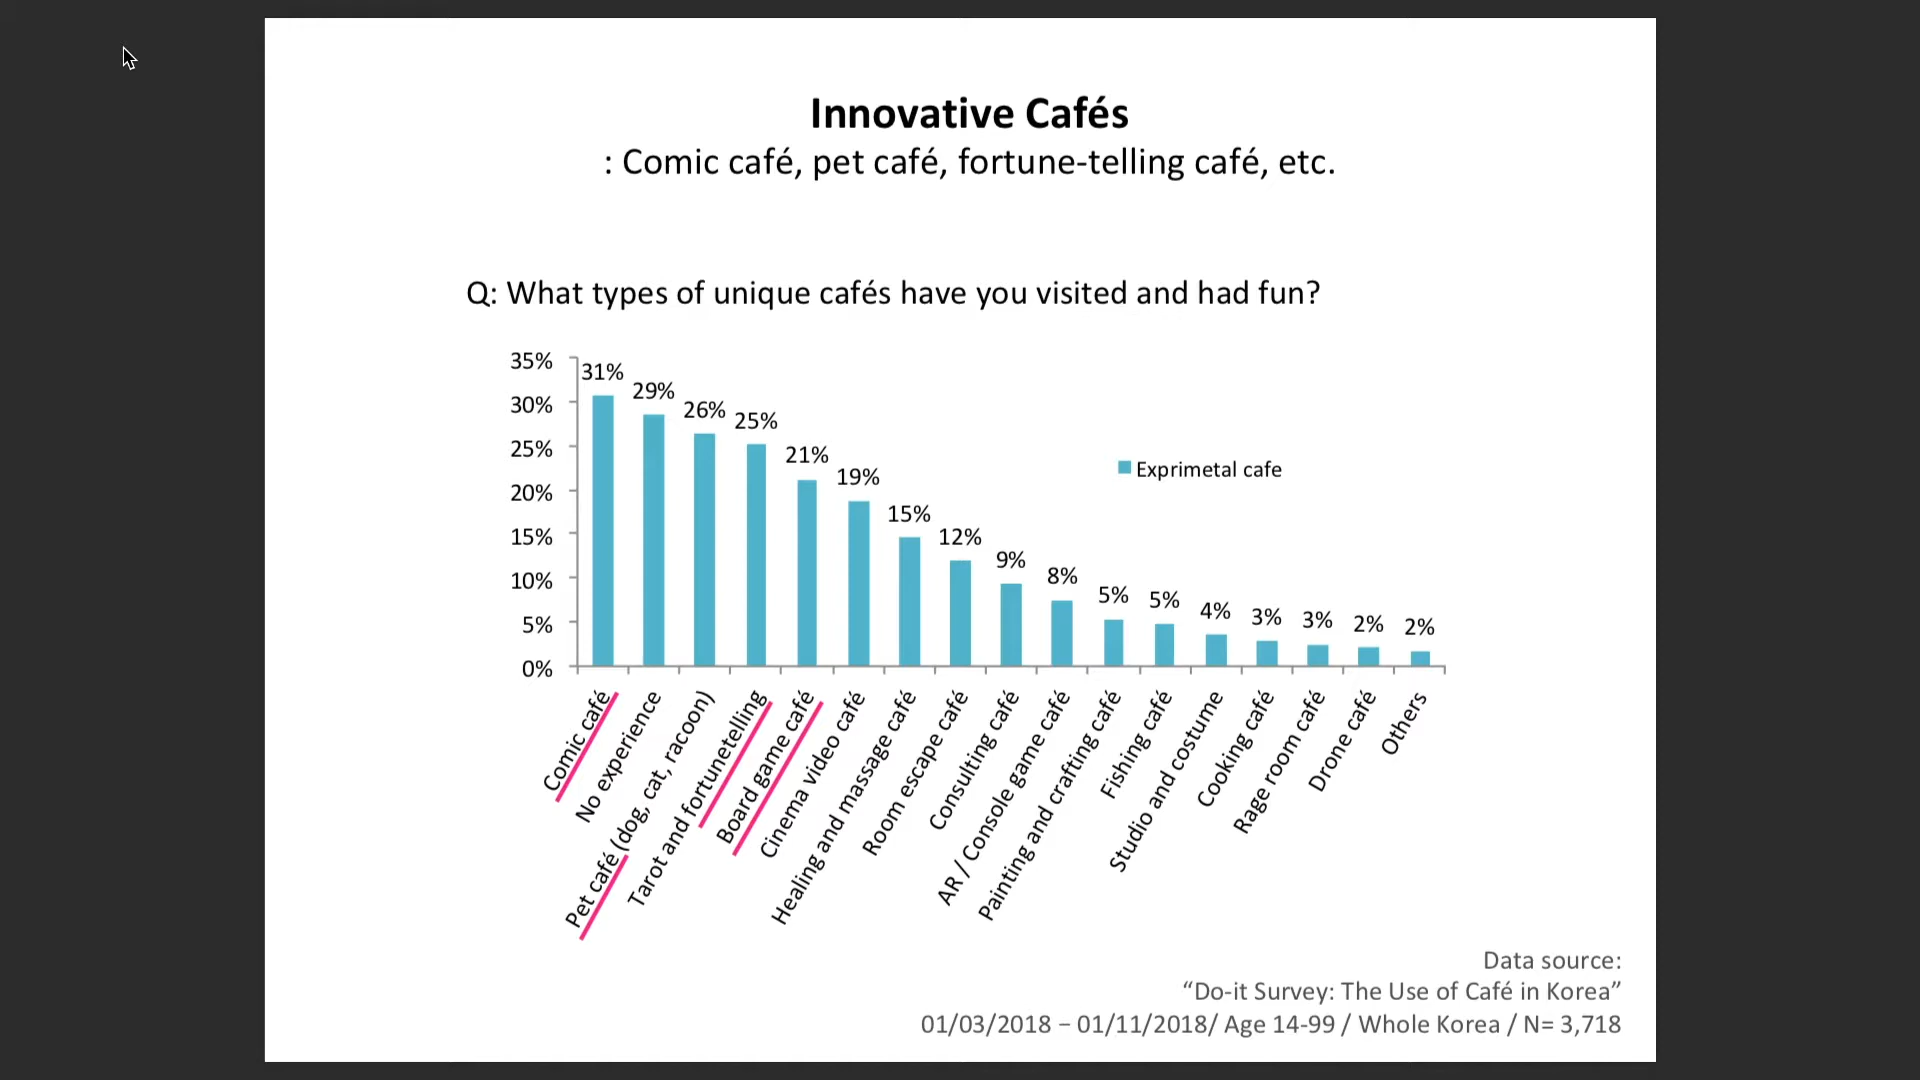 Innovative Cafés
: Comic café, pet café, fortune-telling café, etc.
Q: What types of unique cafés have you visited and had fun?
35%
30%
25%
20%
15%
10%
5%
0%
31%
29%
26%
25%
21%
19%
15%
12%
9%
8%
5%
5%
4%
3%
3%
2%
2%
Exprimetal cafe
Comic café
No experience
Pet café (dog, cat, racoon)
Tarot and fortunetelling
Board game café
Cinema video café
Healing and massage café
Room escape café
Consulting café
AR / Console game café
Painting and crafting café
Fishing café
Studio and costume
Cooking café
Rage room café
Drone café
Others
Data source:
“Do-it Survey: The Use of Café in Korea”
01/03/2018 – 01/11/2018/ Age 14-99 / Whole Korea / N= 3,718